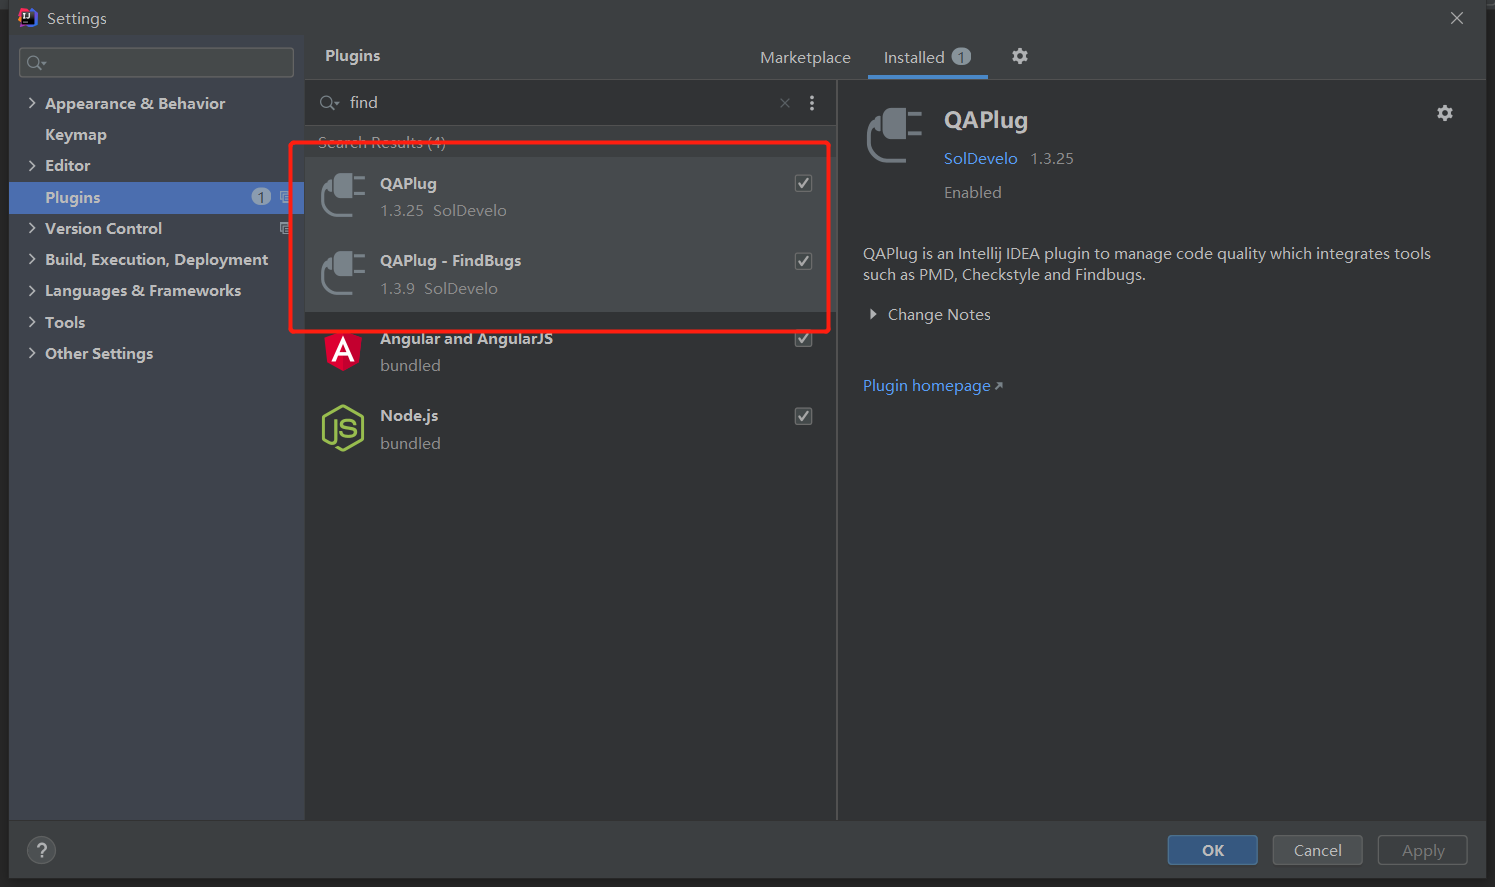 Settings
Plugins
Marketplace
Installed 1
find
Appearance & Behavior
Keymap
Editor
Plugins 1
Version Control
Build, Execution, Deployment
Languages & Frameworks
Tools
Other Settings
Search Results (4)
QAPlug
1.3.25 SolDevelo
QAPlug - FindBugs
1.3.9 SolDevelo
Angular and AngularJS
bundled
Node.js
bundled
QAPlug
SolDevelo 1.3.25
Enabled
QAPlug is an Intellij IDEA plugin to manage code quality which integrates tools
such as PMD, Checkstyle and Findbugs.
Change Notes
Plugin homepage
?
OK
Cancel
Apply